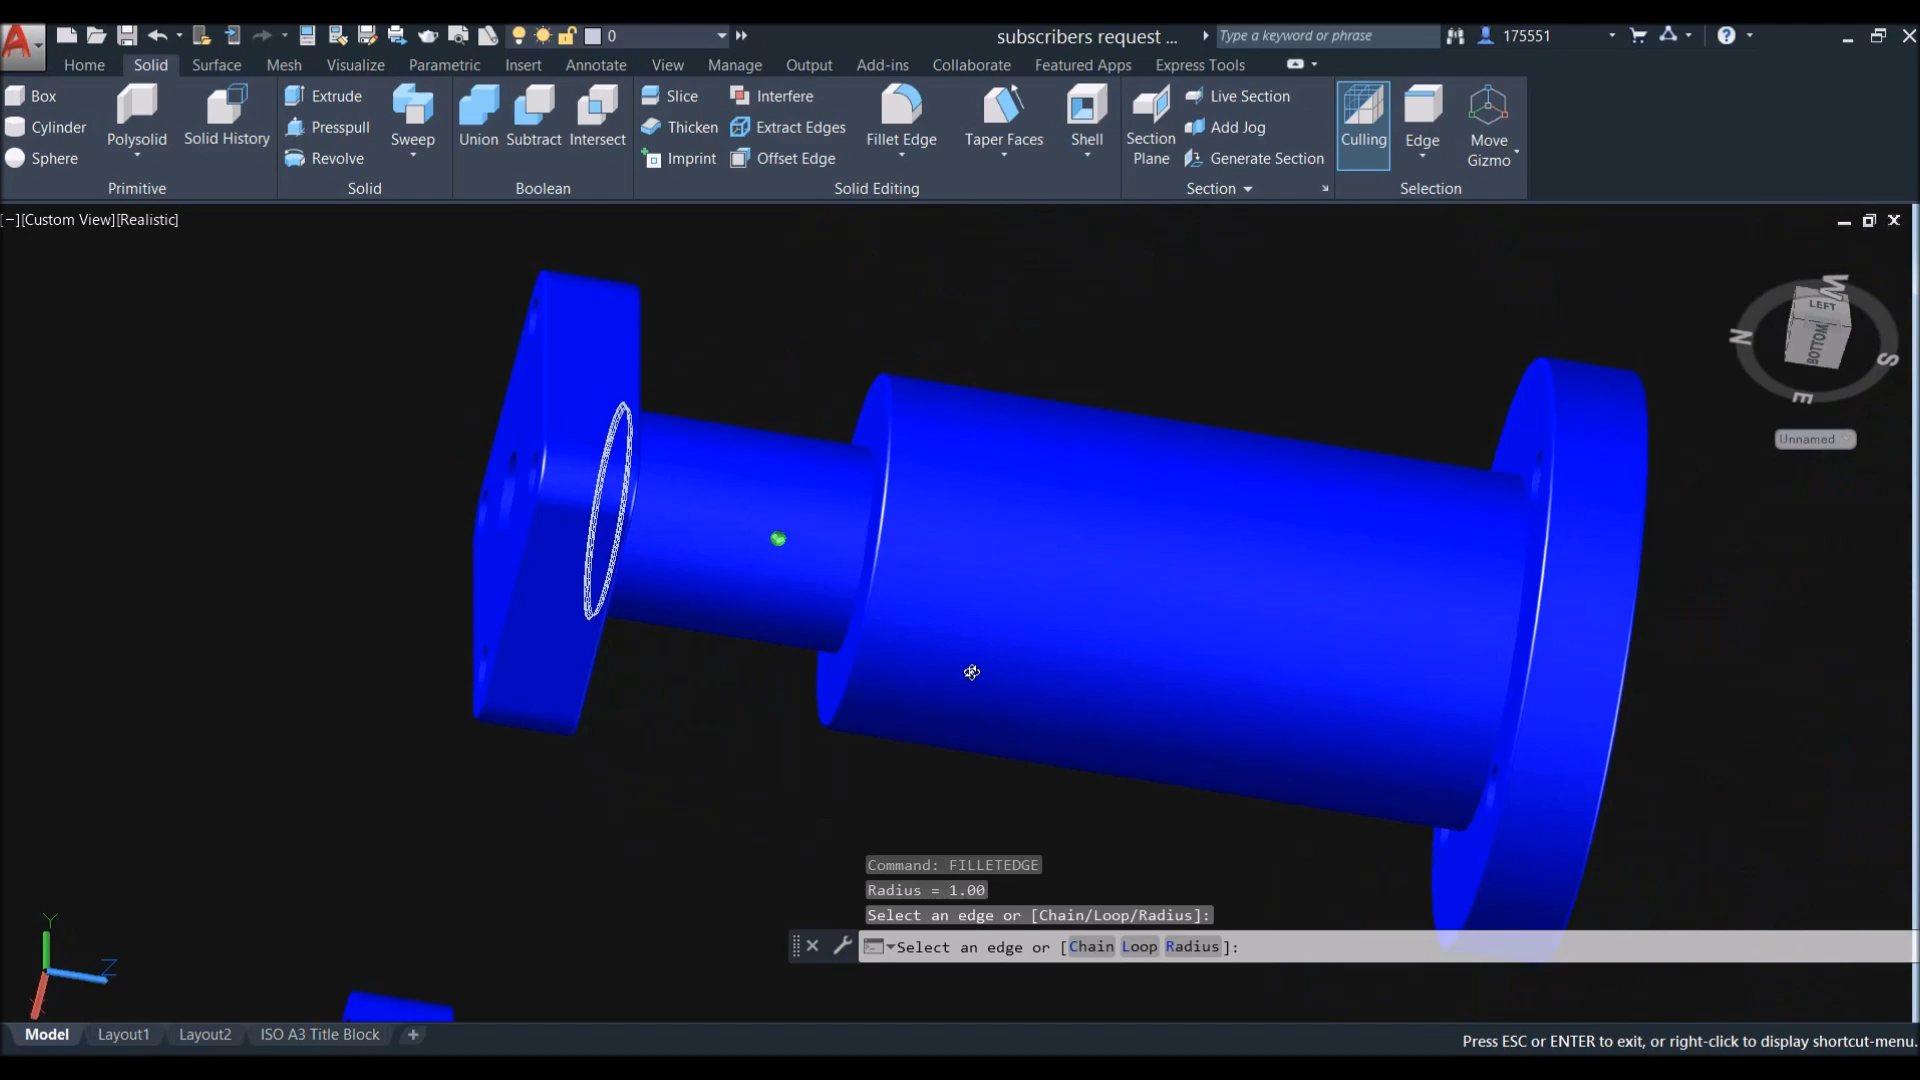 0
subscribers request ...
Type a keyword or phrase
175551
Home Solid Surface Mesh Visualize Parametric Insert Annotate View Manage Output Add-ins Collaborate Featured Apps Express Tools
Box
Cylinder
Sphere
Polysolid
Solid History
Primitive
Extrude
Presspull
Revolve
Sweep
Solid
Union
Subtract
Intersect
Boolean
Slice
Thicken
Imprint
Interfere
Extract Edges
Offset Edge
Fillet Edge
Taper Faces
Shell
Solid Editing
Section
Plane
Live Section
Add Jog
Generate Section
Section
Culling
Edge
Move
Gizmo
Selection
[−][Custom View][Realistic]
W
LEFT
BOTTOM
N
S
E
Unnamed
Command: FILLETEDGE
Radius = 1.00
Select an edge or [Chain/Loop/Radius]:
Select an edge or [Chain Loop Radius]:
Y
Z
X
Model Layout1 Layout2 ISO A3 Title Block +
Press ESC or ENTER to exit, or right-click to display shortcut-menu.